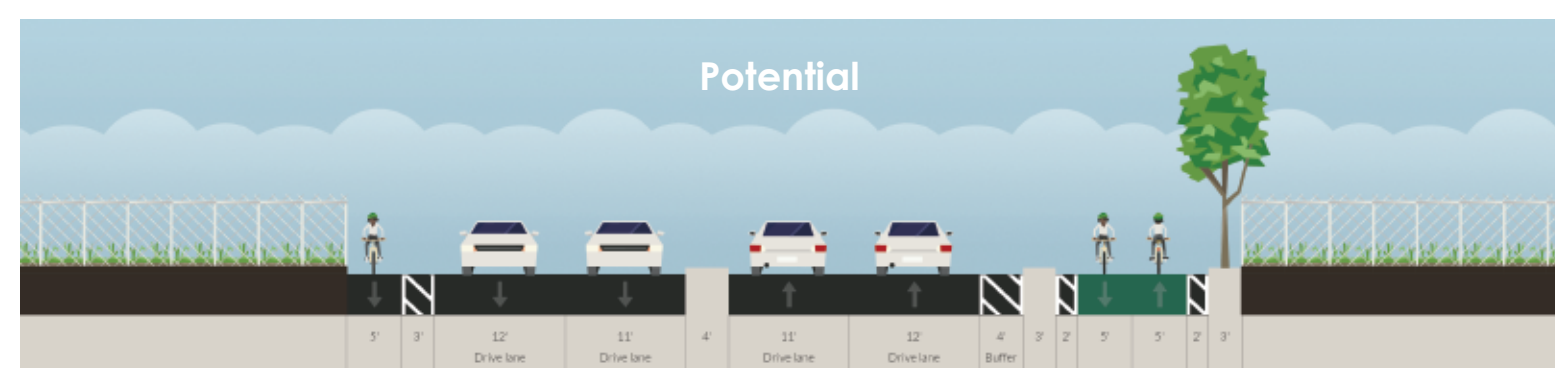 Potential
5' 3' 12' 11' 4' 11' 12' 4' 3' 2' 5' 5' 2' 3'
Drive lane Drive lane Drive lane Drive lane Buffer